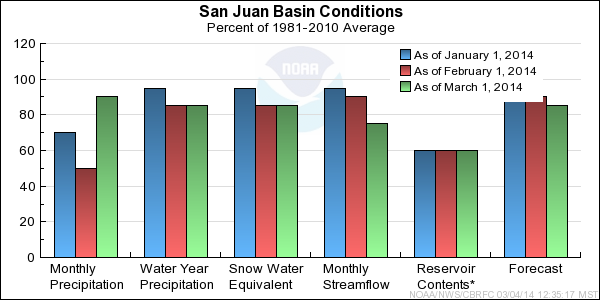 San Juan Basin Conditions
Percent of 1981-2010 Average
NOAA
As of January 1, 2014
As of February 1, 2014
As of March 1, 2014
120
100
80
60
40
20
0
Monthly Precipitation
Water Year Precipitation
Snow Water Equivalent
Monthly Streamflow
Reservoir Contents*
Forecast
NOAA/NWS/CBRFC 03/04/14 12:35:17 MST